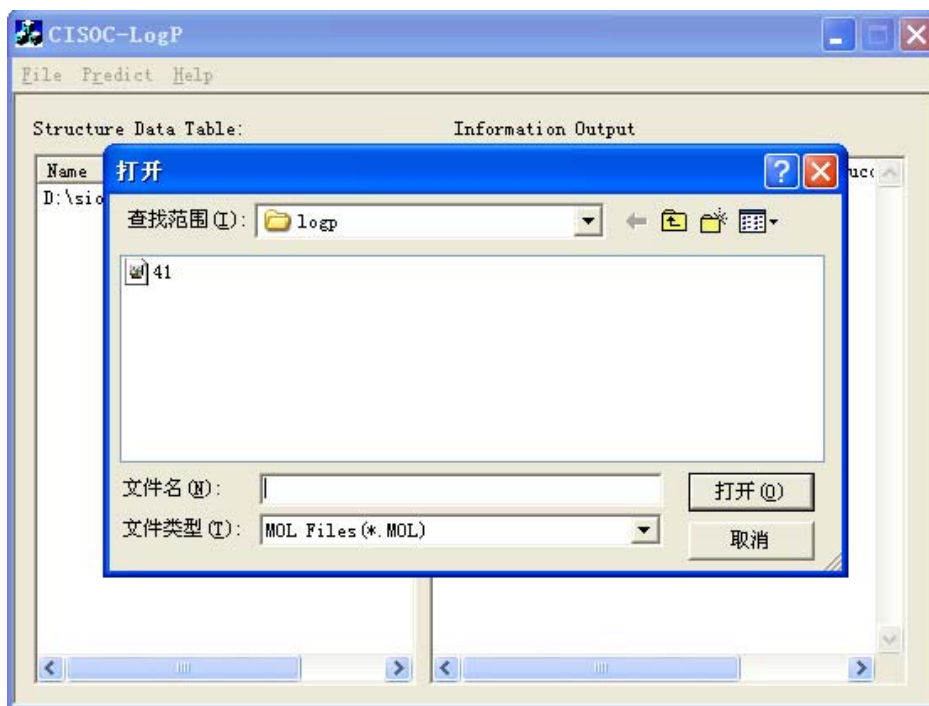 CISOC-LogP
File Predict Help
Structure Data Table:
Information Output
Name
D:\sio
打开
查找范围(I):
logp
41
文件名(N):
打开(O)
文件类型(T):
MOL Files(*.MOL)
取消